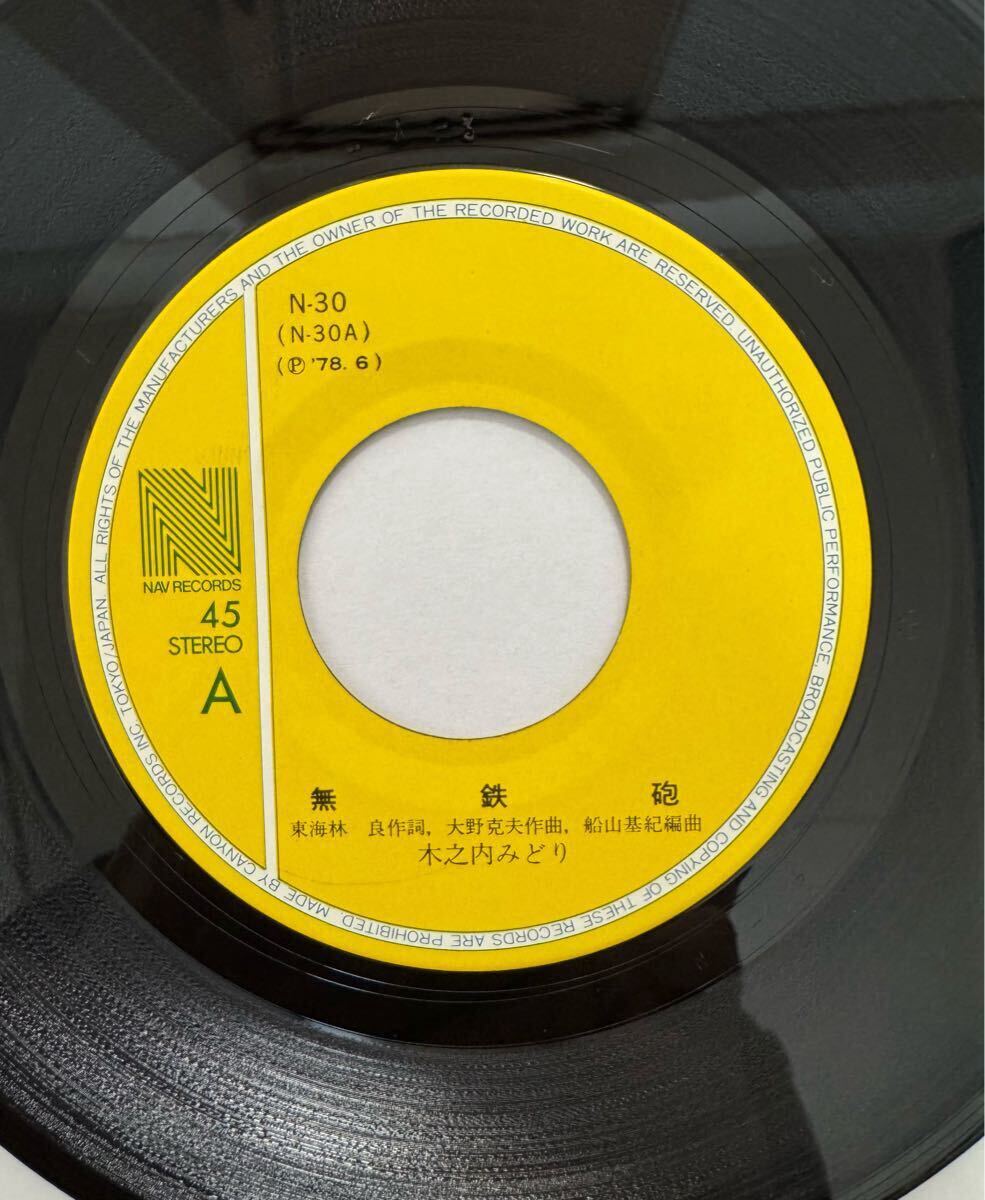 N-30
(N-30A)
(Ⓟ '78. 6)
NAV RECORDS
45
STEREO
A
無鉄砲
東海林 良作詞, 大野克夫作曲, 船山基紀編曲
木之内みどり
MADE BY CANYON RECORDS INC. TOKYO/JAPAN ALL RIGHTS OF THE MANUFACTURERS AND THE OWNER OF THE RECORDED WORK ARE RESERVED. UNAUTHORIZED PUBLIC PERFORMANCE, BROADCASTING AND COPYING OF THESE RECORDS ARE PROHIBITED.